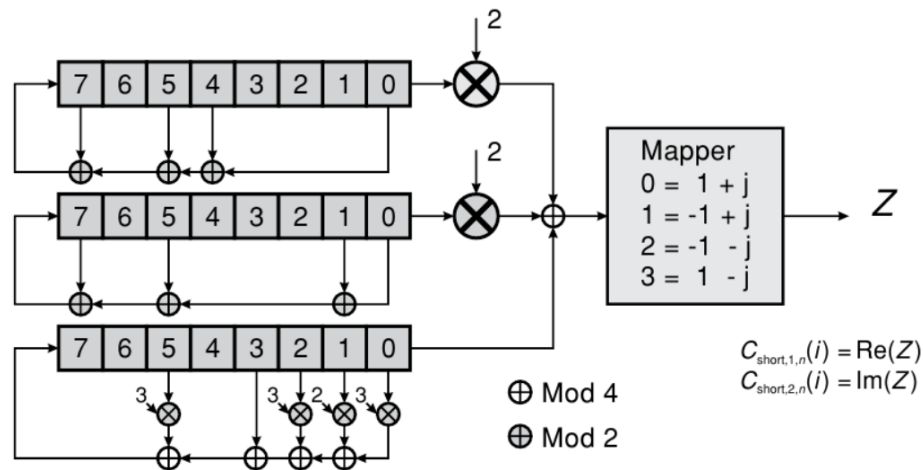 2
7 6 5 4 3 2 1 0
2
7 6 5 4 3 2 1 0
7 6 5 4 3 2 1 0
3 3 2 3
Mapper
0 = 1 + j
1 = -1 + j
2 = -1 - j
3 = 1 - j
Z
C_short,1,n(i) = Re(Z)
C_short,2,n(i) = Im(Z)
⊕ Mod 4
⊕ Mod 2